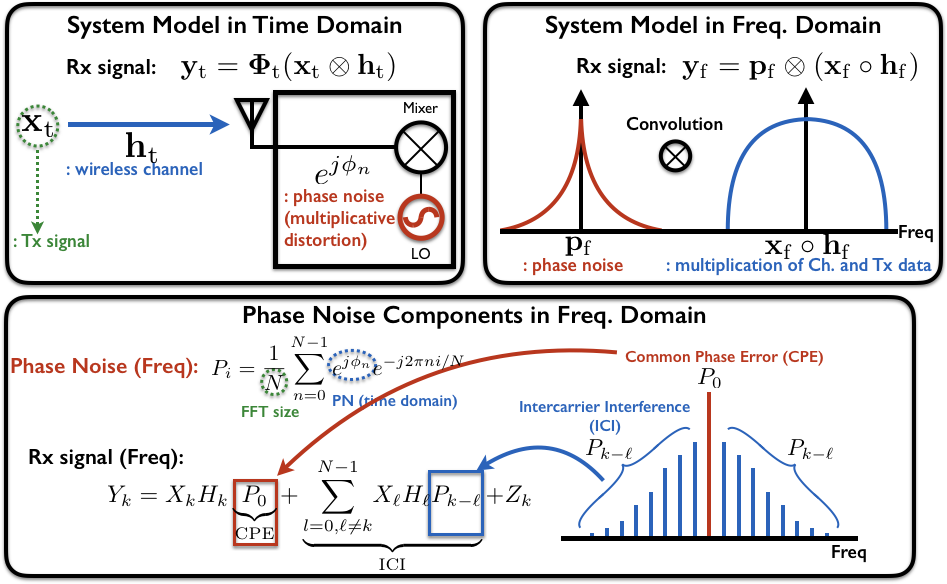 System Model in Time Domain
Rx signal: y_t = Φ_t(x_t ⊗ h_t)
x_t
h_t
: wireless channel
: Tx signal
Mixer
e^{jϕ_n}
: phase noise
(multiplicative
distortion)
LO
System Model in Freq. Domain
Rx signal: y_f = p_f ⊗ (x_f ∘ h_f)
Convolution
Freq
p_f
x_f ∘ h_f
: phase noise
: multiplication of Ch. and Tx data
Phase Noise Components in Freq. Domain
Phase Noise (Freq): P_i = \frac{1}{N} \sum_{n=0}^{N-1} e^{jϕ_n} e^{-j2πni/N}
FFT size
PN (time domain)
Rx signal (Freq):
Y_k = X_k H_k P_0 + \sum_{l=0,ℓ≠k}^{N-1} X_ℓ H_ℓ P_{k-ℓ} + Z_k
CPE
ICI
Common Phase Error (CPE)
P_0
Intercarrier Interference
(ICI)
P_{k-ℓ}
P_{k-ℓ}
Freq